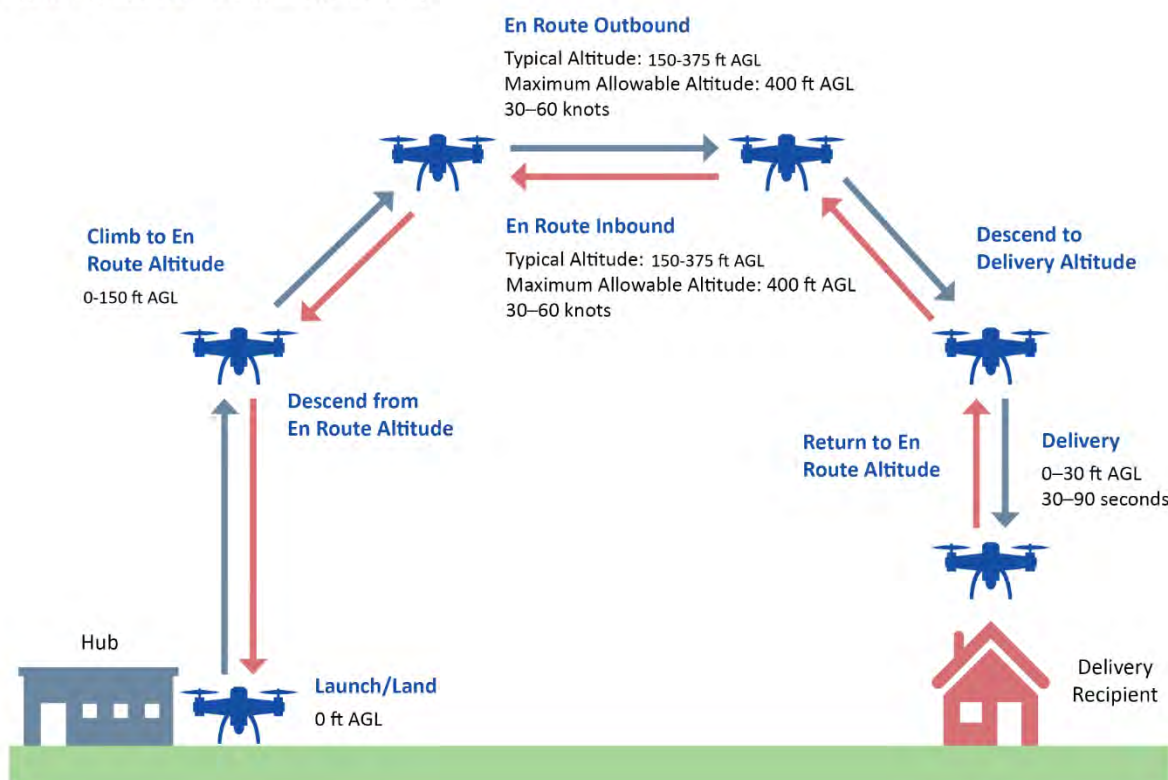 En Route Outbound
Typical Altitude: 150-375 ft AGL
Maximum Allowable Altitude: 400 ft AGL
30–60 knots
En Route Inbound
Typical Altitude: 150-375 ft AGL
Maximum Allowable Altitude: 400 ft AGL
30–60 knots
Climb to En
Route Altitude
0-150 ft AGL
Descend to
Delivery Altitude
Descend from
En Route Altitude
Return to En
Route Altitude
Delivery
0–30 ft AGL
30–90 seconds
Hub
Launch/Land
0 ft AGL
Delivery
Recipient